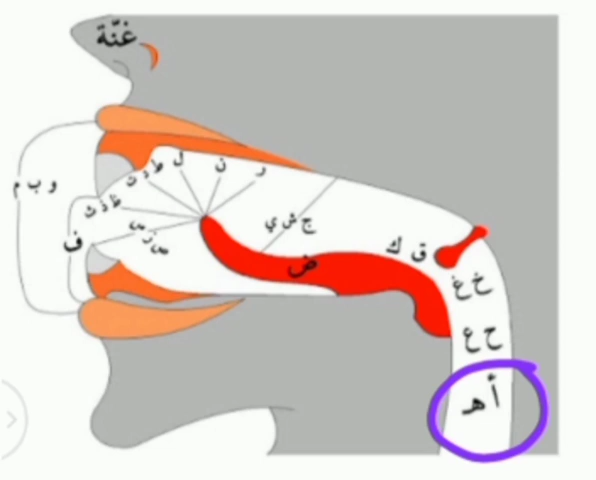 غنّة
ر
ن
ل
ط د ت
ظ ذ ث
و ب م
ف
ص ز س
ج ش ي
ض
ق ك
خ غ
ح ع
أ هـ